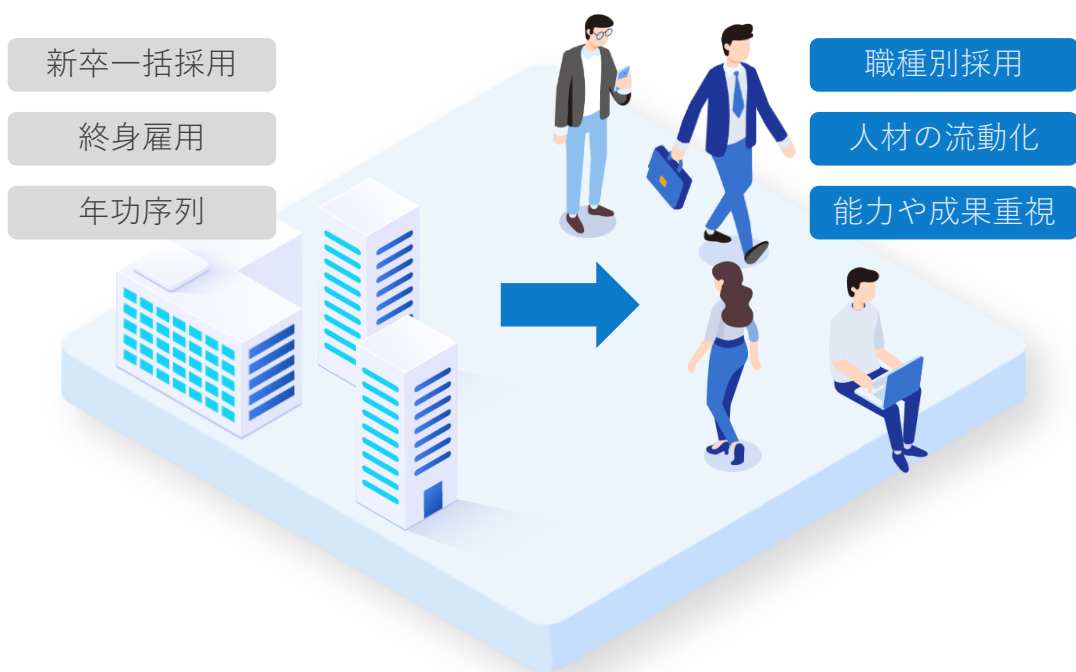 新卒一括採用
終身雇用
年功序列
職種別採用
人材の流動化
能力や成果重視